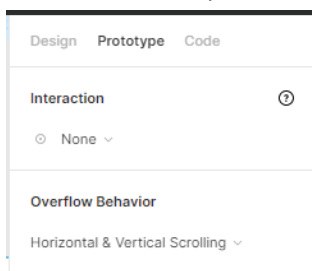 Design Prototype Code
Interaction
None
Overflow Behavior
Horizontal & Vertical Scrolling